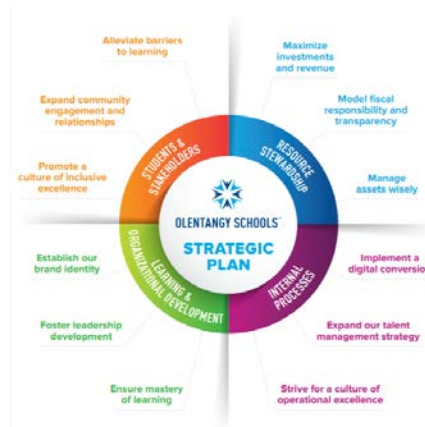 Alleviate barriers
to learning
Expand community
engagement and
relationships
Promote a
culture of inclusive
excellence
STUDENTS &
STAKEHOLDERS
Maximize
investments
and revenue
Model fiscal
responsibility and
transparency
Manage
assets wisely
RESOURCE
STEWARDSHIP
OLENTANGY SCHOOLS™
STRATEGIC
PLAN
Establish our
brand identity
Foster leadership
development
Ensure mastery
of learning
LEARNING &
ORGANIZATIONAL DEVELOPMENT
Implement a
digital conversio
Expand our talent
management strategy
Strive for a culture of
operational excellence
INTERNAL
PROCESSES